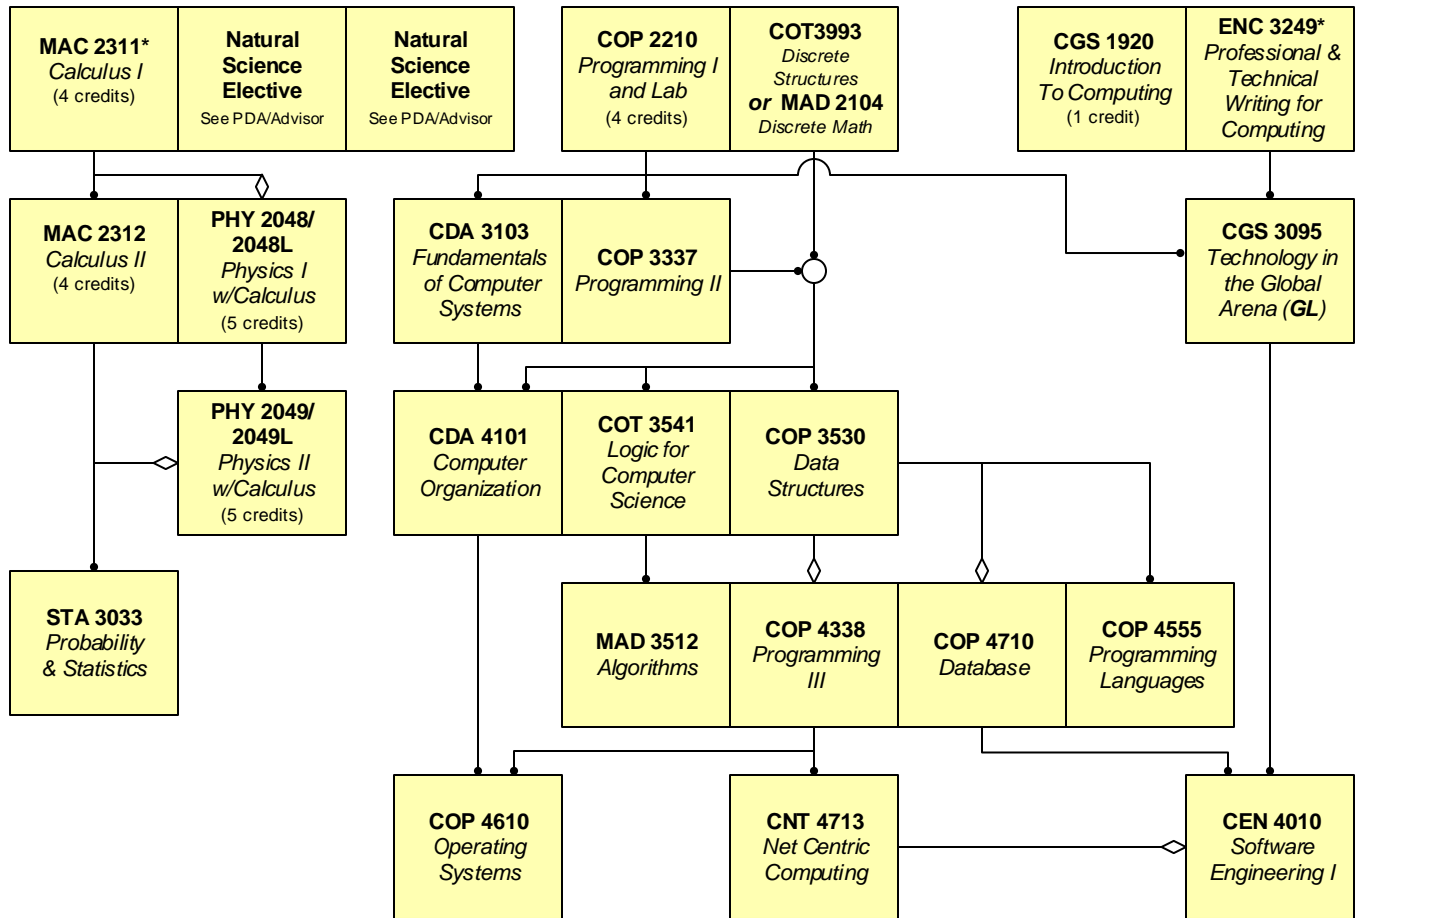 MAC 2311*
Calculus I
(4 credits)
Natural
Science
Elective
See PDA/Advisor
Natural
Science
Elective
See PDA/Advisor
COP 2210
Programming I
and Lab
(4 credits)
COT3993
Discrete
Structures
or MAD 2104
Discrete Math
CGS 1920
Introduction
To Computing
(1 credit)
ENC 3249*
Professional &
Technical
Writing for
Computing
MAC 2312
Calculus II
(4 credits)
PHY 2048/
2048L
Physics I
w/Calculus
(5 credits)
CDA 3103
Fundamentals
of Computer
Systems
COP 3337
Programming II
CGS 3095
Technology in
the Global
Arena (GL)
PHY 2049/
2049L
Physics II
w/Calculus
(5 credits)
CDA 4101
Computer
Organization
COT 3541
Logic for
Computer
Science
COP 3530
Data
Structures
STA 3033
Probability
& Statistics
MAD 3512
Algorithms
COP 4338
Programming
III
COP 4710
Database
COP 4555
Programming
Languages
COP 4610
Operating
Systems
CNT 4713
Net Centric
Computing
CEN 4010
Software
Engineering I